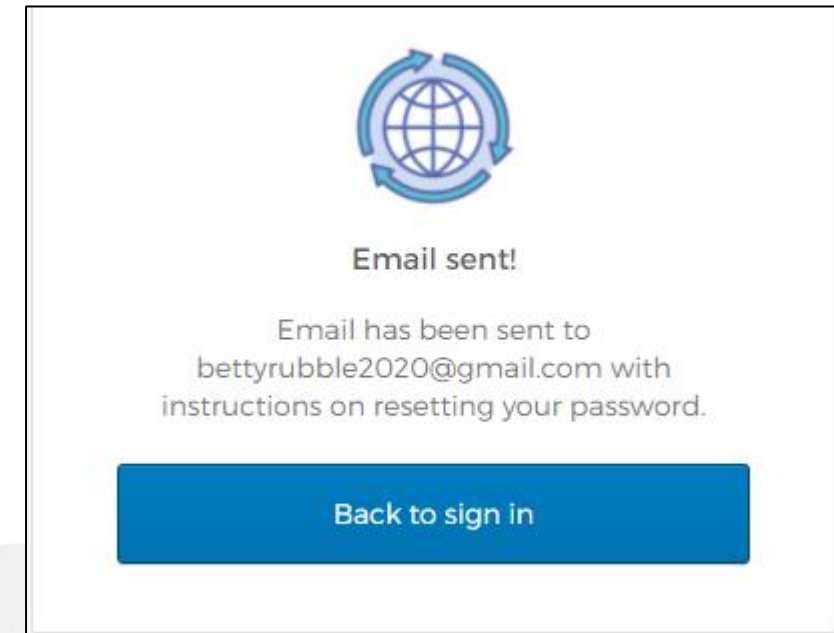 Email sent!
Email has been sent to
bettyrubble2020@gmail.com with
instructions on resetting your password.
Back to sign in